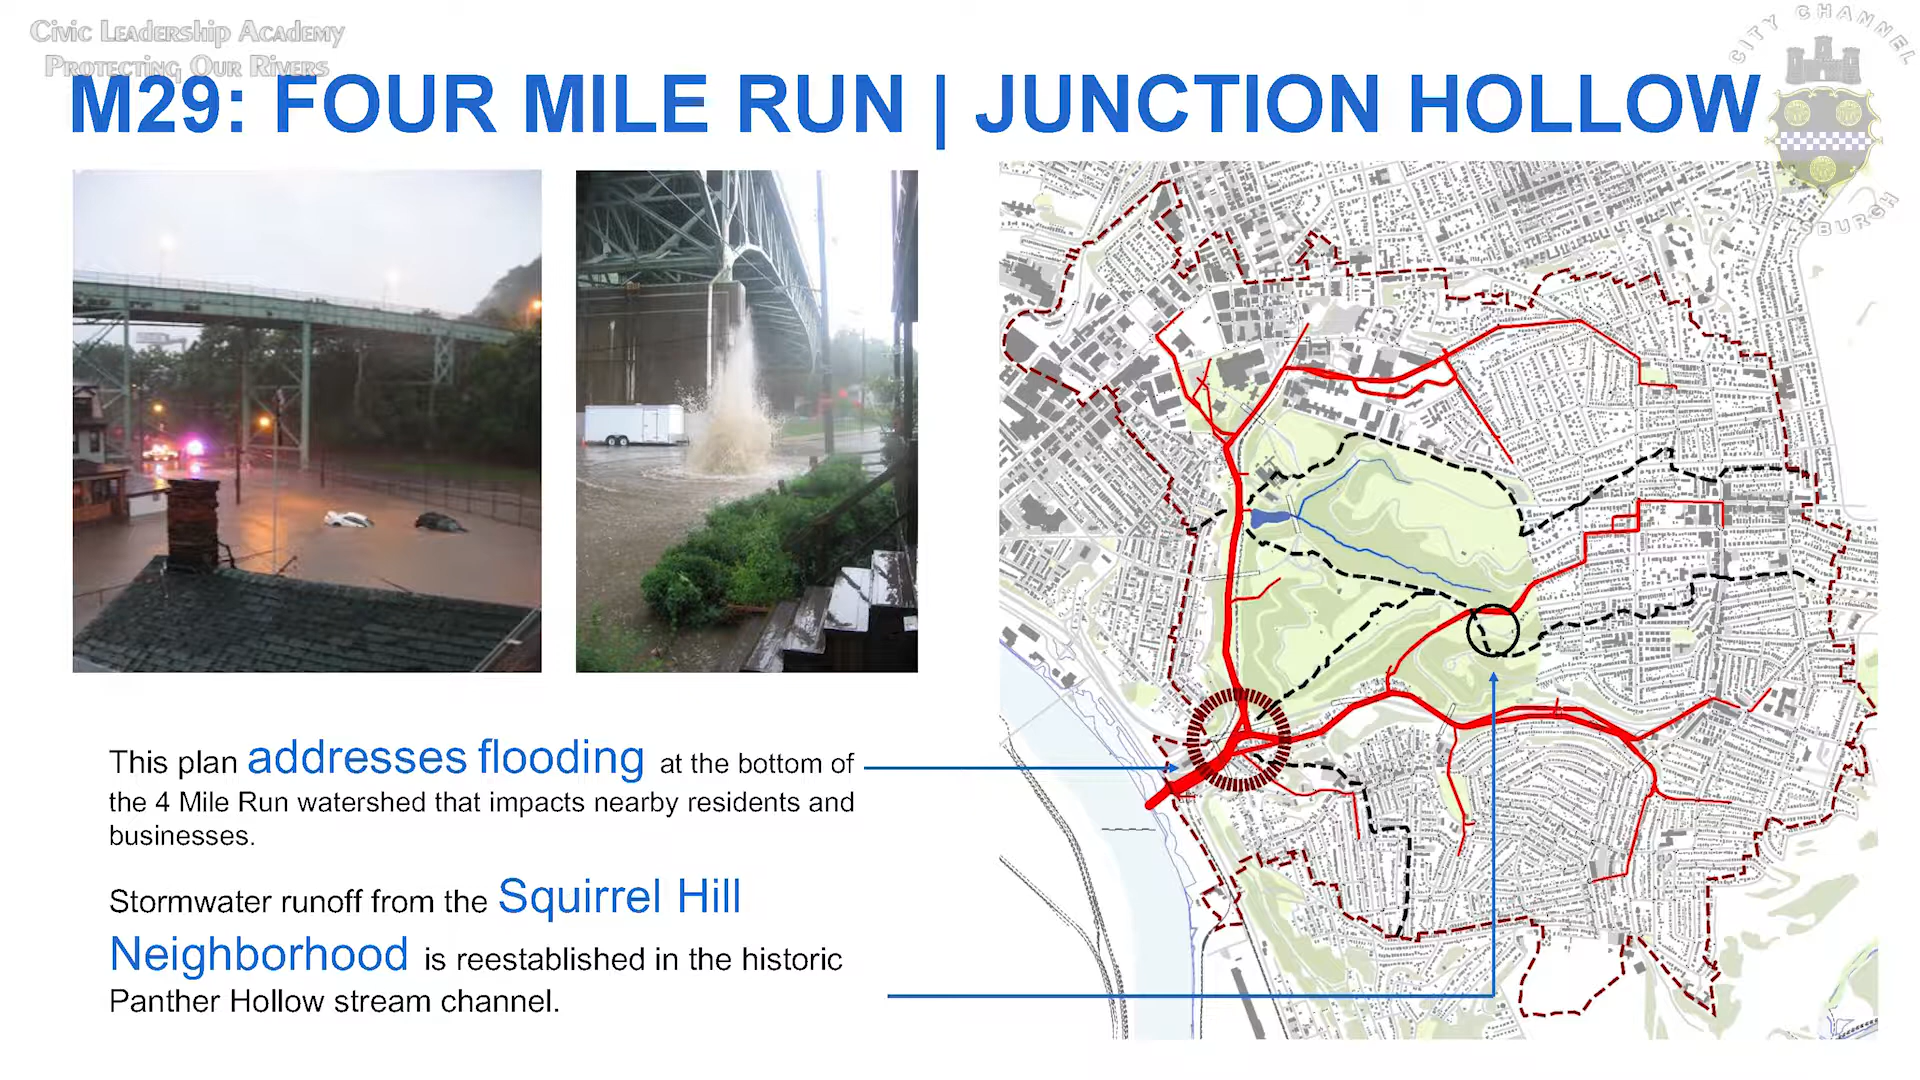 Civic Leadership Academy
Protecting Our Rivers
CITY CHANNEL
SBURGH
M29: FOUR MILE RUN | JUNCTION HOLLOW
This plan addresses flooding at the bottom of
the 4 Mile Run watershed that impacts nearby residents and
businesses.
Stormwater runoff from the Squirrel Hill
Neighborhood is reestablished in the historic
Panther Hollow stream channel.